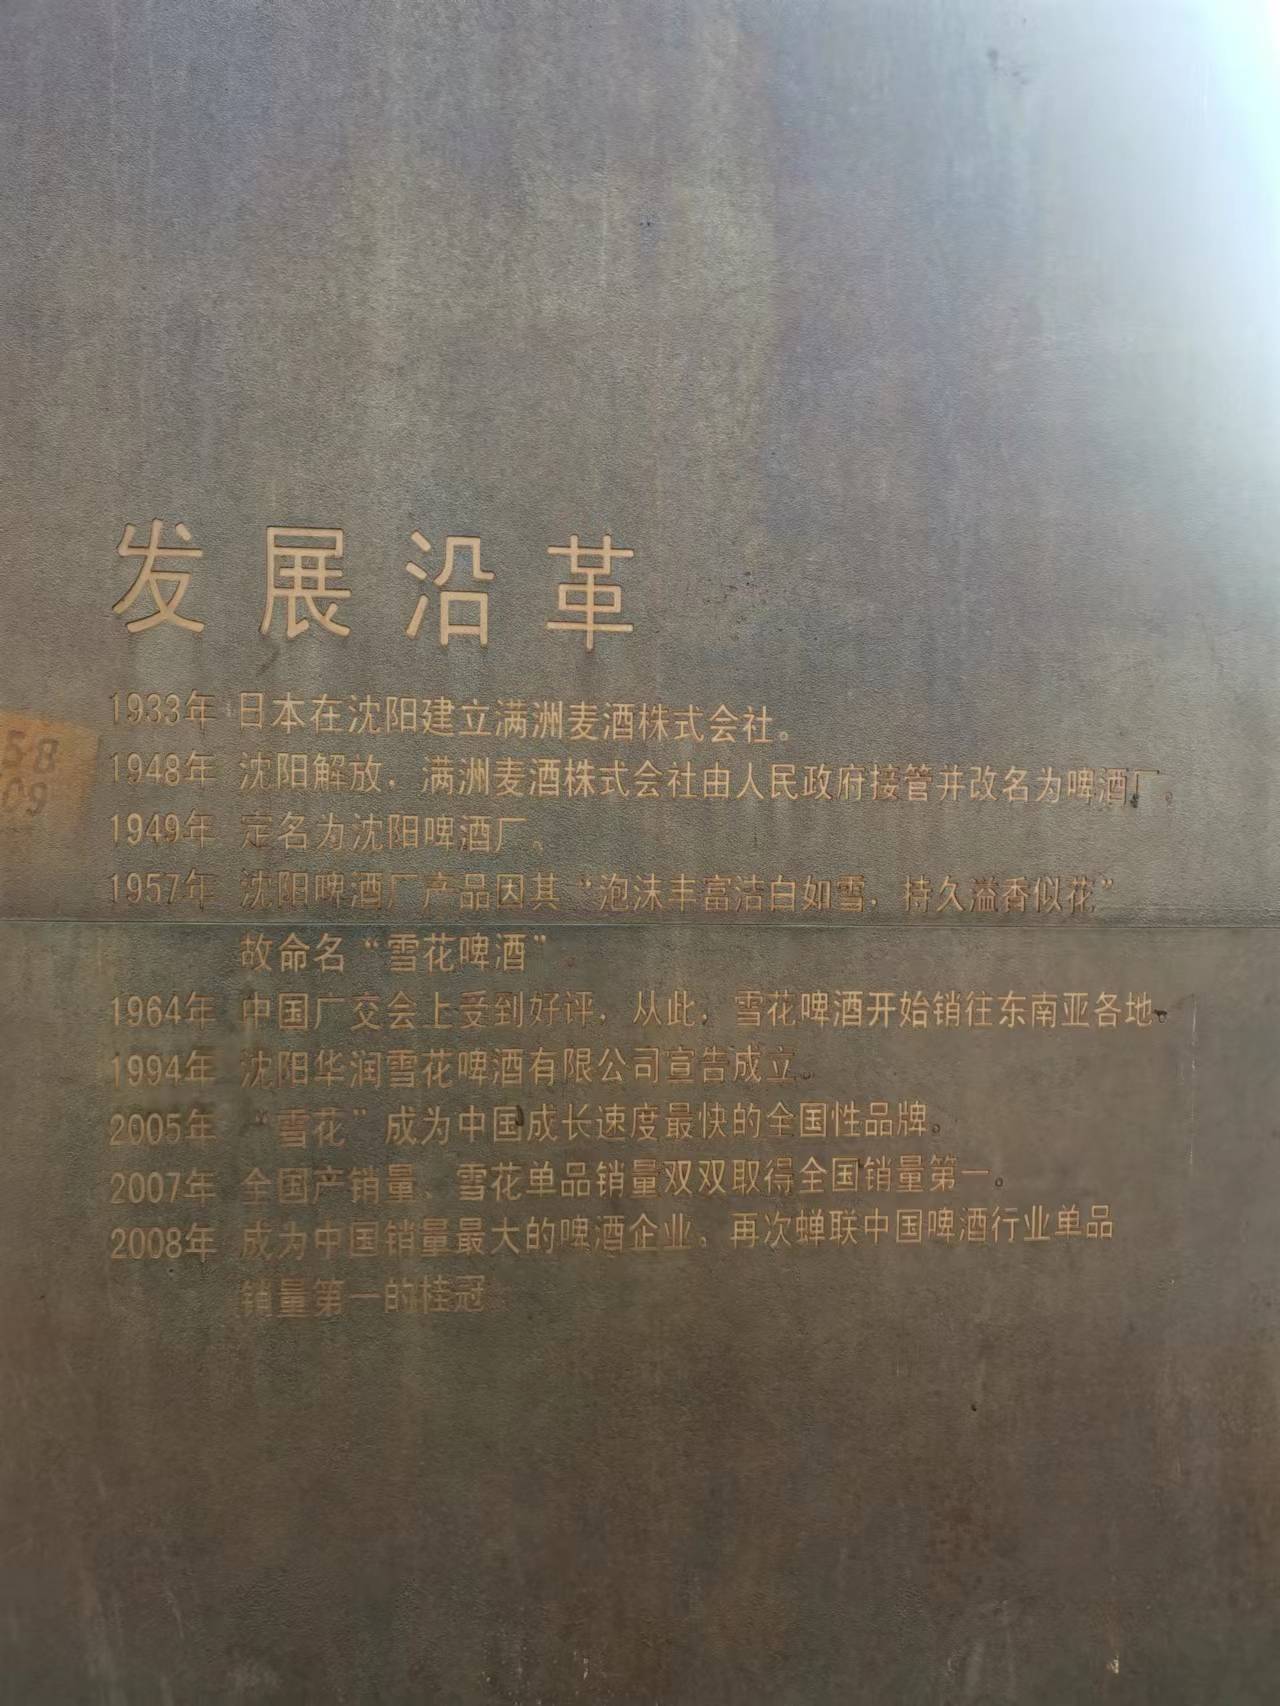 发展沿革
1933年 日本在沈阳建立满洲麦酒株式会社。
1948年 沈阳解放，满洲麦酒株式会社由人民政府接管并改名为啤酒厂。
58
09
1949年 定名为沈阳啤酒厂。
1957年 沈阳啤酒厂产品因其“泡沫丰富洁白如雪，持久溢香似花”
故命名“雪花啤酒”
1964年 中国广交会上受到好评，从此，雪花啤酒开始销往东南亚各地。
1994年 沈阳华润雪花啤酒有限公司宣告成立。
2005年 “雪花”成为中国成长速度最快的全国性品牌。
2007年 全国产销量、雪花单品销量双双取得全国销量第一。
2008年 成为中国销量最大的啤酒企业，再次蝉联中国啤酒行业单品
销量第一的桂冠